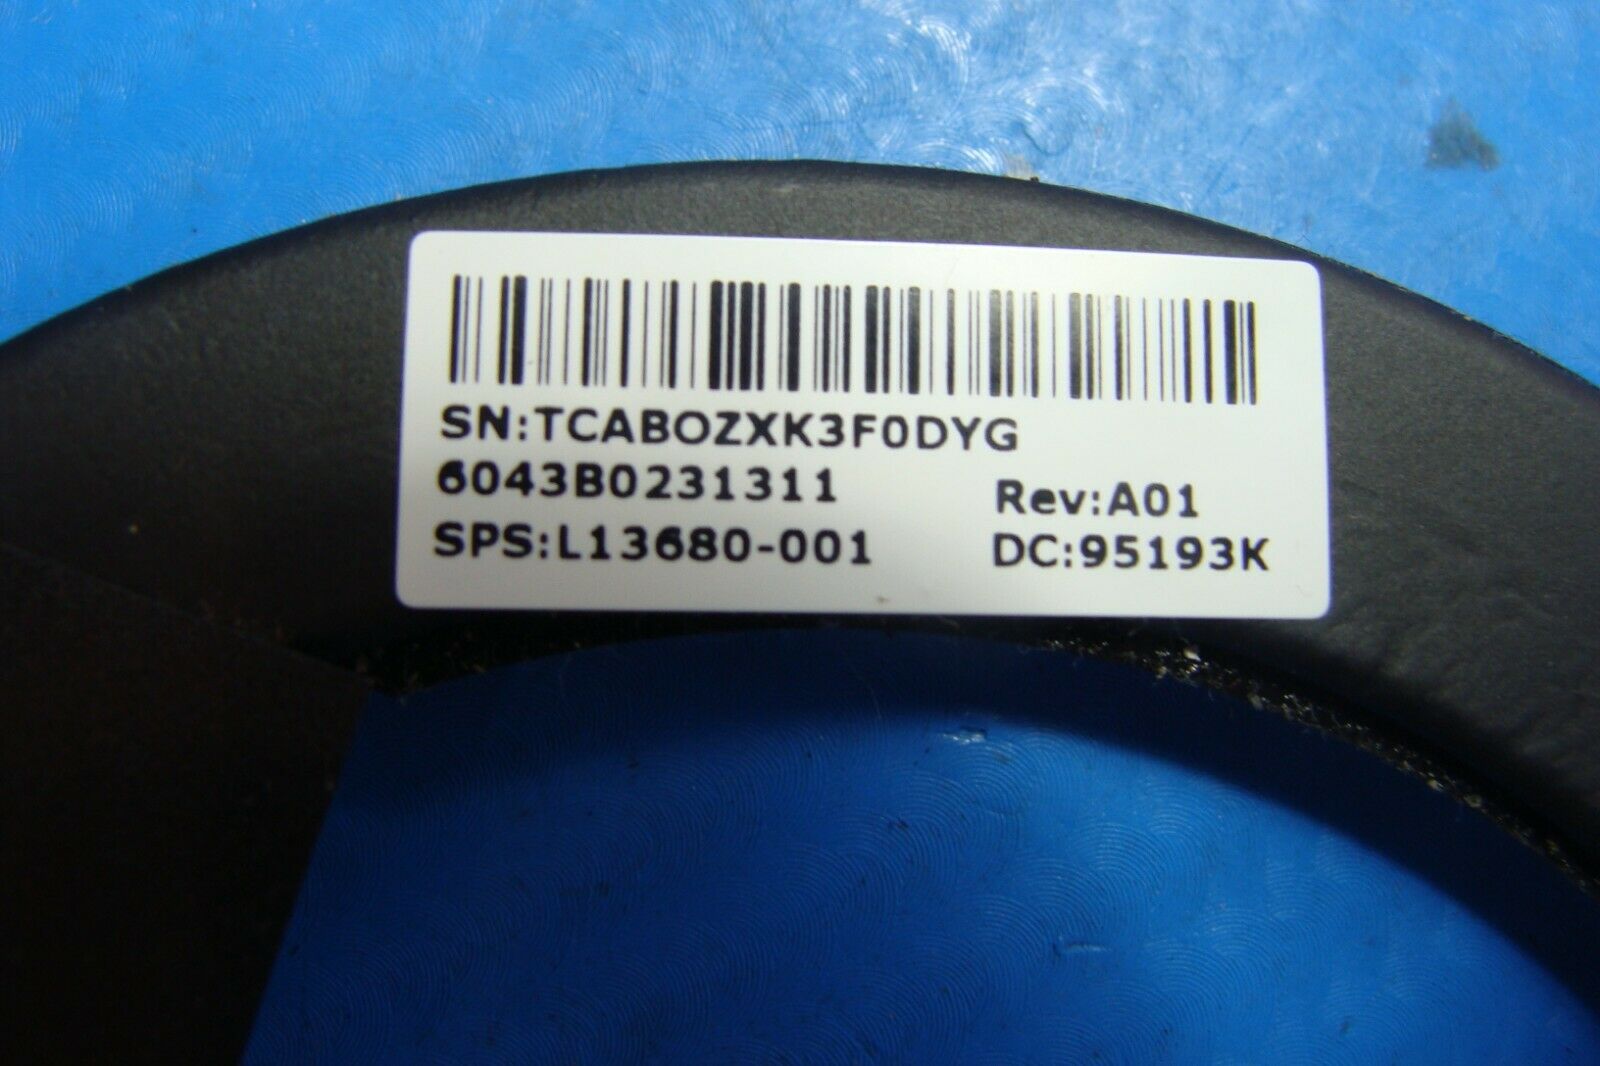 SN:TCABOZXK3F0DYG
6043B0231311 Rev:A01
SPS:L13680-001 DC:95193K